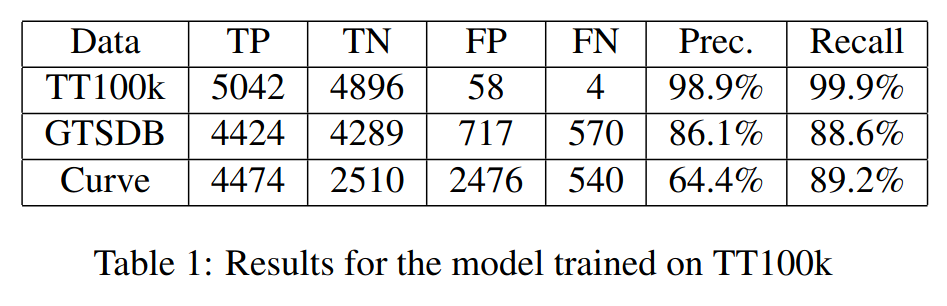 Data TP TN FP FN Prec. Recall
TT100k 5042 4896 58 4 98.9% 99.9%
GTSDB 4424 4289 717 570 86.1% 88.6%
Curve 4474 2510 2476 540 64.4% 89.2%
Table 1: Results for the model trained on TT100k